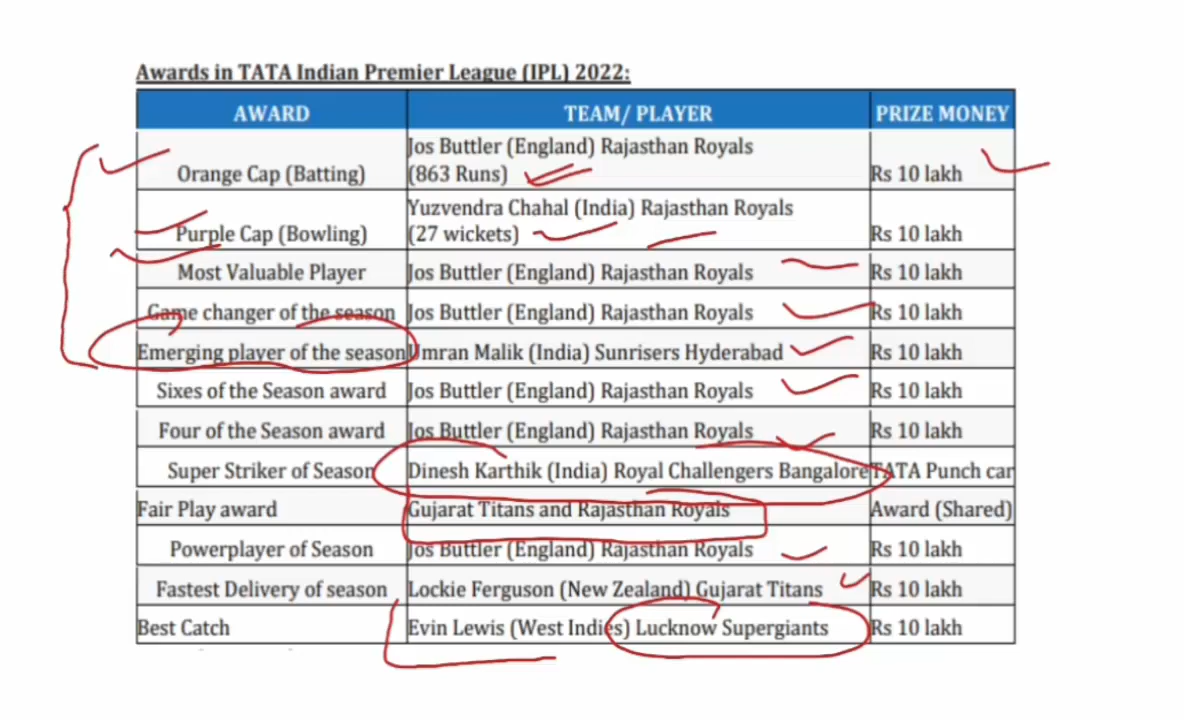 Awards in TATA Indian Premier League (IPL) 2022:
AWARD TEAM/ PLAYER PRIZE MONEY
Jos Buttler (England) Rajasthan Royals
Orange Cap (Batting) (863 Runs) Rs 10 lakh
Yuzvendra Chahal (India) Rajasthan Royals
Purple Cap (Bowling) (27 wickets) Rs 10 lakh
Most Valuable Player Jos Buttler (England) Rajasthan Royals Rs 10 lakh
Game changer of the season Jos Buttler (England) Rajasthan Royals Rs 10 lakh
Emerging player of the season Umran Malik (India) Sunrisers Hyderabad Rs 10 lakh
Sixes of the Season award Jos Buttler (England) Rajasthan Royals Rs 10 lakh
Four of the Season award Jos Buttler (England) Rajasthan Royals Rs 10 lakh
Super Striker of Season Dinesh Karthik (India) Royal Challengers Bangalore TATA Punch car
Fair Play award Gujarat Titans and Rajasthan Royals Award (Shared)
Powerplayer of Season Jos Buttler (England) Rajasthan Royals Rs 10 lakh
Fastest Delivery of season Lockie Ferguson (New Zealand) Gujarat Titans Rs 10 lakh
Best Catch Evin Lewis (West Indies) Lucknow Supergiants Rs 10 lakh